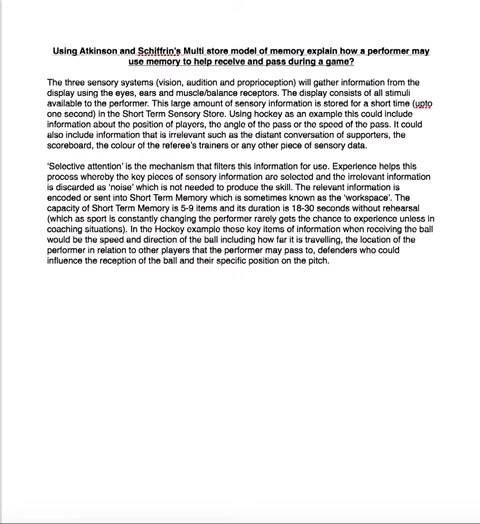 Using Atkinson and Schiffrin's Multi store model of memory explain how a performer may
use memory to help receive and pass during a game?
The three sensory systems (vision, audition and proprioception) will gather information from the
display using the eyes, ears and muscle/balance receptors. The display consists of all stimuli
available to the performer. This large amount of sensory information is stored for a short time (upto
one second) in the Short Term Sensory Store. Using hockey as an example this could include
information about the position of players, the angle of the pass or the speed of the pass. It could
also include information that is irrelevant such as the distant conversation of supporters, the
scoreboard, the colour of the referee's trainers or any other piece of sensory data.
'Selective attention' is the mechanism that filters this information for use. Experience helps this
process whereby the key pieces of sensory information are selected and the irrelevant information
is discarded as 'noise' which is not needed to produce the skill. The relevant information is
encoded or sent into Short Term Memory which is sometimes known as the 'workspace'. The
capacity of Short Term Memory is 5-9 items and its duration is 18-30 seconds without rehearsal
(which as sport is constantly changing the performer rarely gets the chance to experience unless in
coaching situations). In the Hockey example these key items of information when receiving the ball
would be the speed and direction of the ball including how far it is travelling, the location of the
performer in relation to other players that the performer may pass to, defenders who could
influence the reception of the ball and their specific position on the pitch.